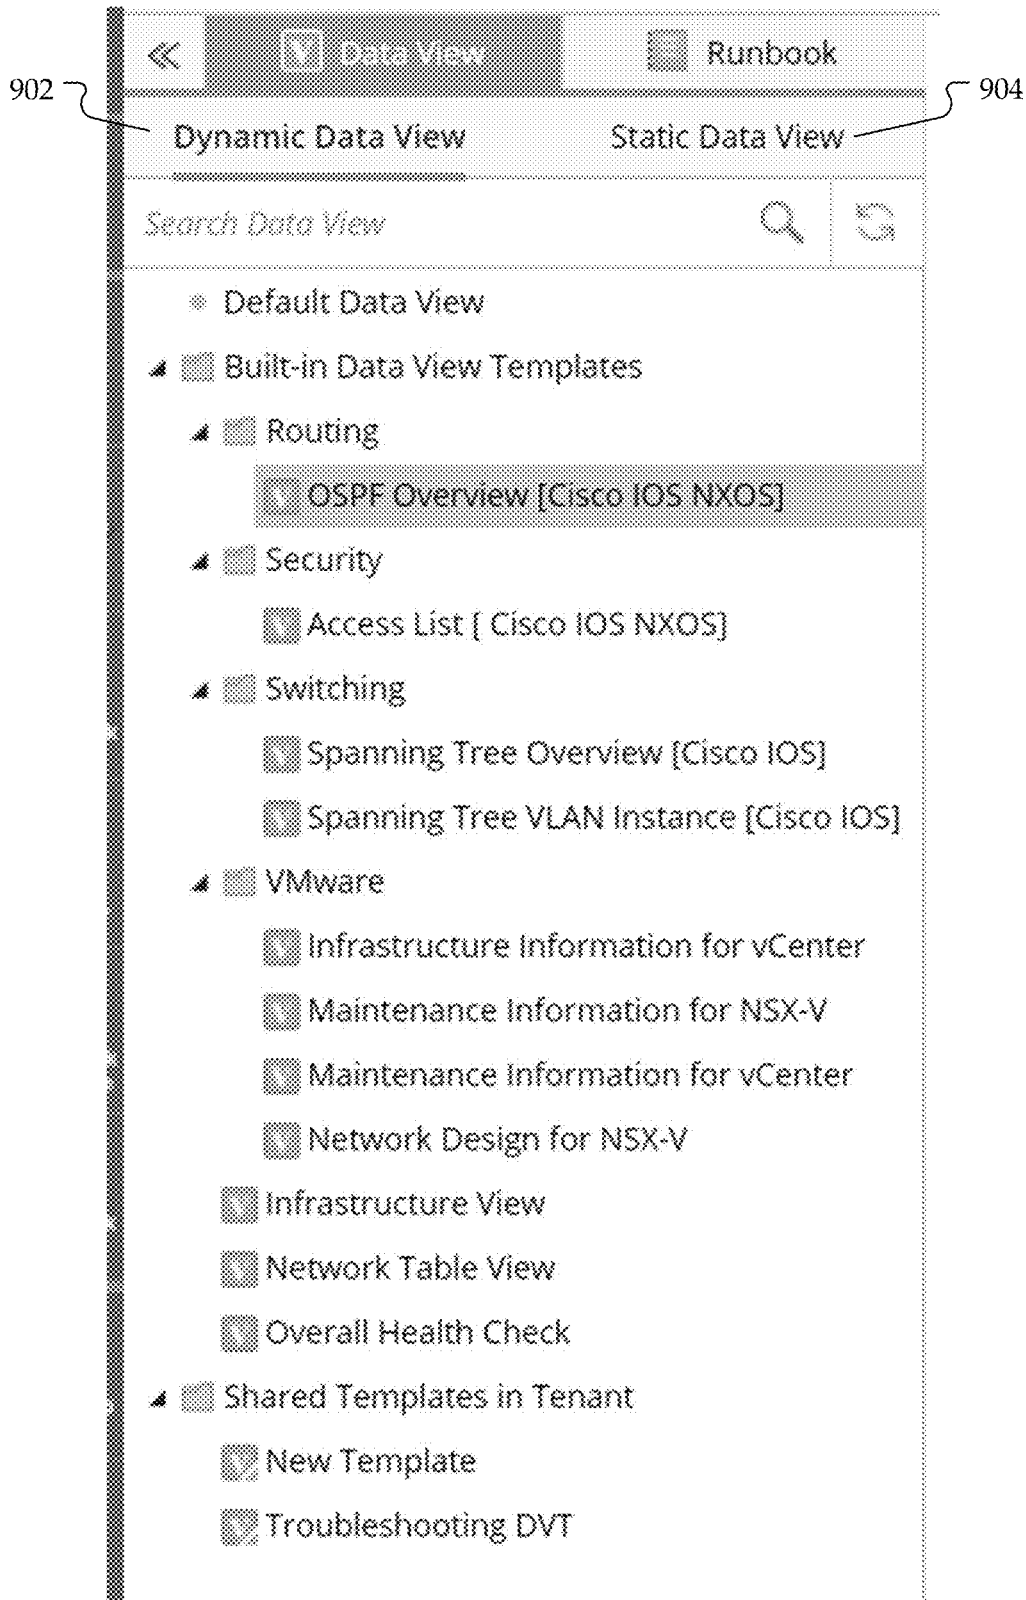 Data View Runbook
902 904
Dynamic Data View Static Data View
Search Data View
Default Data View
Built-in Data View Templates
Routing
OSPF Overview [Cisco IOS NXOS]
Security
Access List [ Cisco IOS NXOS]
Switching
Spanning Tree Overview [Cisco IOS]
Spanning Tree VLAN Instance [Cisco IOS]
VMware
Infrastructure Information for vCenter
Maintenance Information for NSX-V
Maintenance Information for vCenter
Network Design for NSX-V
Infrastructure View
Network Table View
Overall Health Check
Shared Templates in Tenant
New Template
Troubleshooting DVT